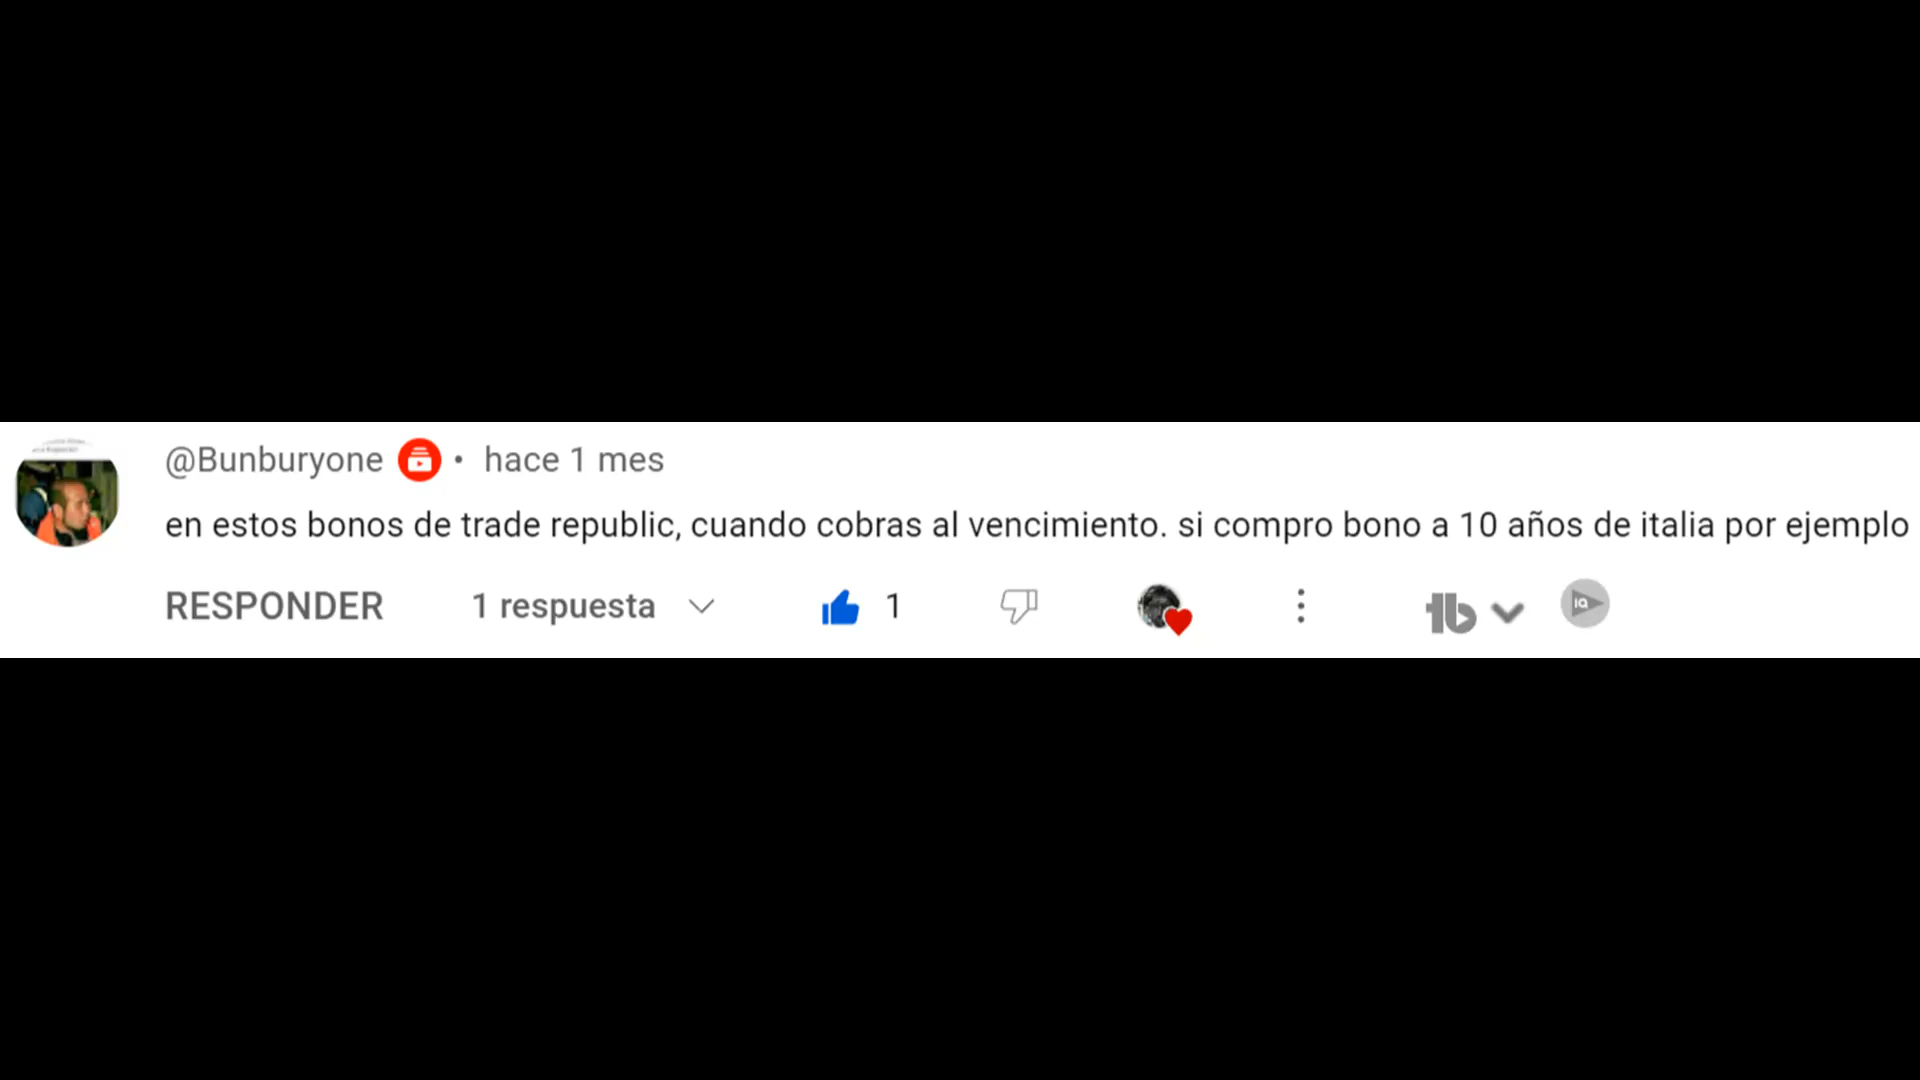 @Bunburyone • hace 1 mes
en estos bonos de trade republic, cuando cobras al vencimiento. si compro bono a 10 años de italia por ejemplo
RESPONDER 1 respuesta 1